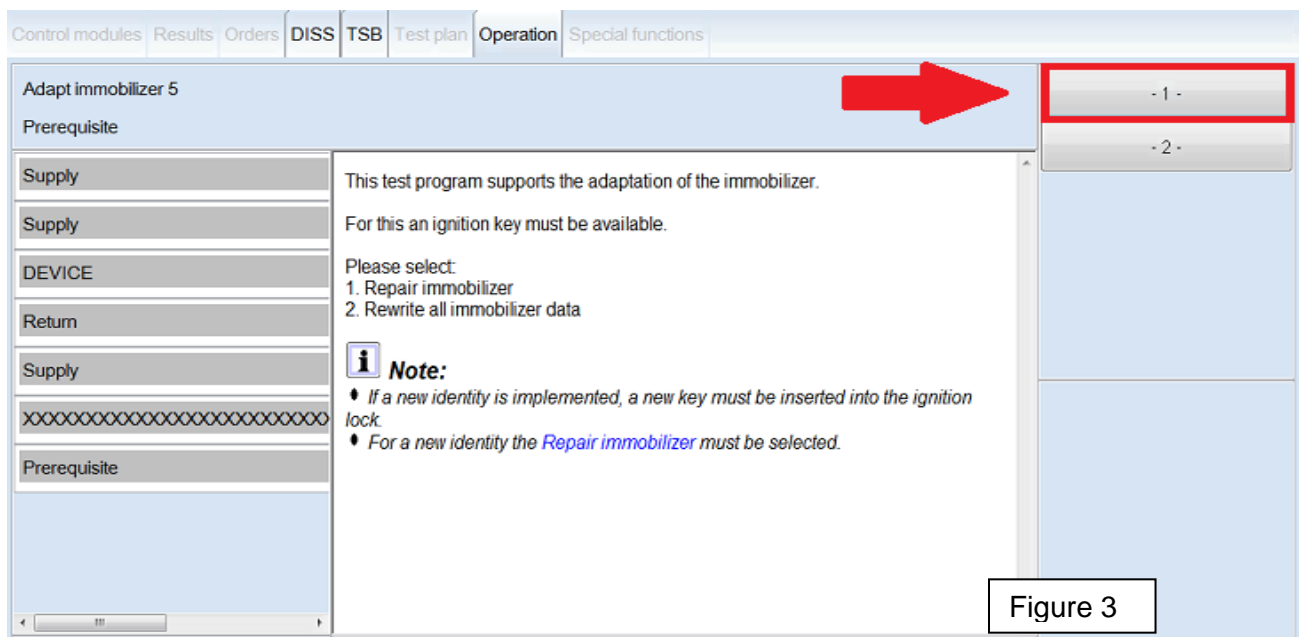 Control modules Results Orders DISS TSB Test plan Operation Special functions
Adapt immobilizer 5
Prerequisite
- 1 -
- 2 -
Supply
Supply
DEVICE
Return
Supply
XXXXXXXXXXXXXXXXXXXXXXXXXX
Prerequisite
This test program supports the adaptation of the immobilizer.
For this an ignition key must be available.
Please select:
1. Repair immobilizer
2. Rewrite all immobilizer data
i Note:
♦ If a new identity is implemented, a new key must be inserted into the ignition
lock.
♦ For a new identity the Repair immobilizer must be selected.
Figure 3